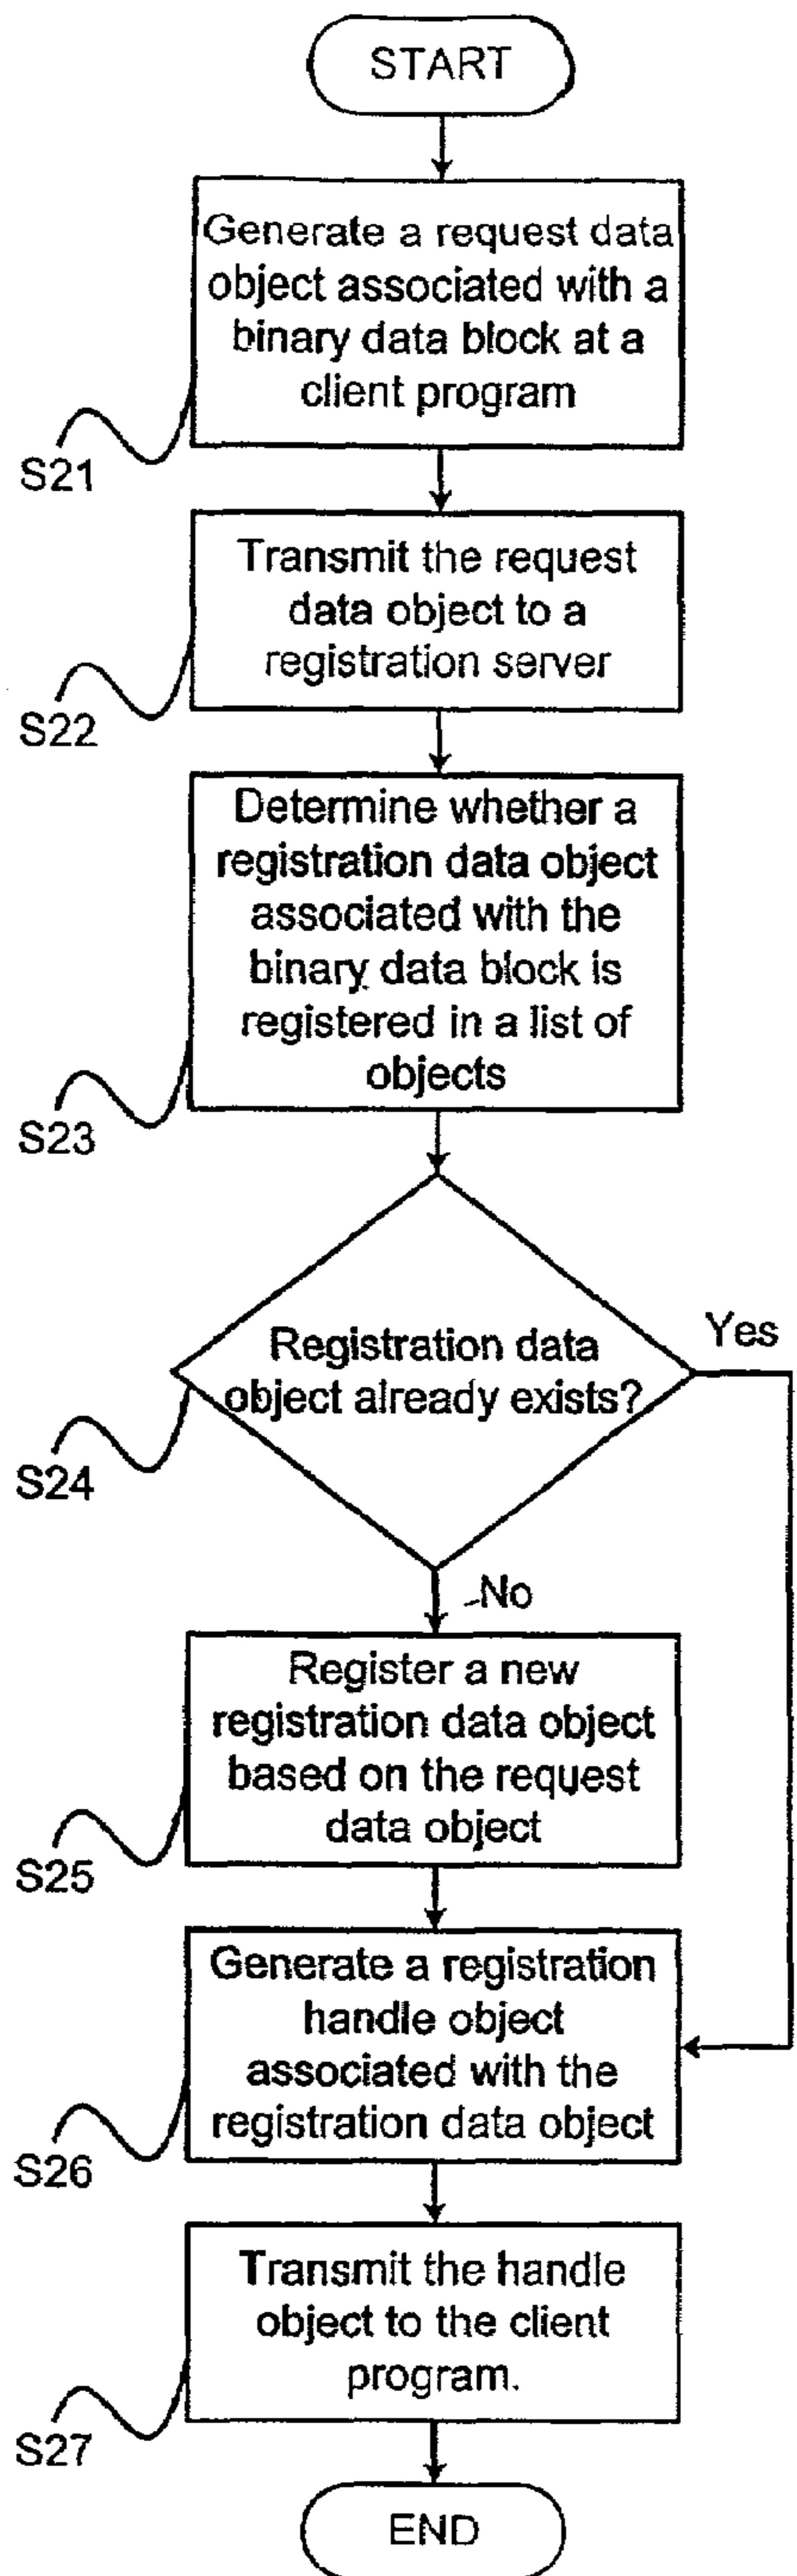 START
Generate a request data
object associated with a
binary data block at a
client program
S21
Transmit the request
data object to a
registration server
S22
Determine whether a
registration data object
associated with the
binary data block is
registered in a list of
objects
S23
Registration data
object already exists?
Yes
S24
No
Register a new
registration data object
based on the request
data object
S25
Generate a registration
handle object
associated with the
registration data object
S26
Transmit the handle
object to the client
program.
S27
END